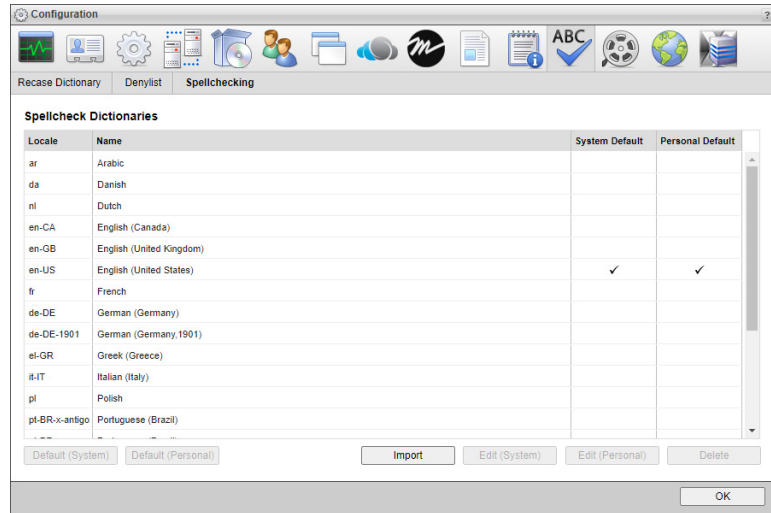 Configuration ?
ABC
Recase Dictionary Denylist Spellchecking
Spellcheck Dictionaries
Locale Name System Default Personal Default
ar Arabic
da Danish
nl Dutch
en-CA English (Canada)
en-GB English (United Kingdom)
en-US English (United States) ✓ ✓
fr French
de-DE German (Germany)
de-DE-1901 German (Germany,1901)
el-GR Greek (Greece)
it-IT Italian (Italy)
pl Polish
pt-BR-x-antigo Portuguese (Brazil)
Default (System) Default (Personal) Import Edit (System) Edit (Personal) Delete
OK